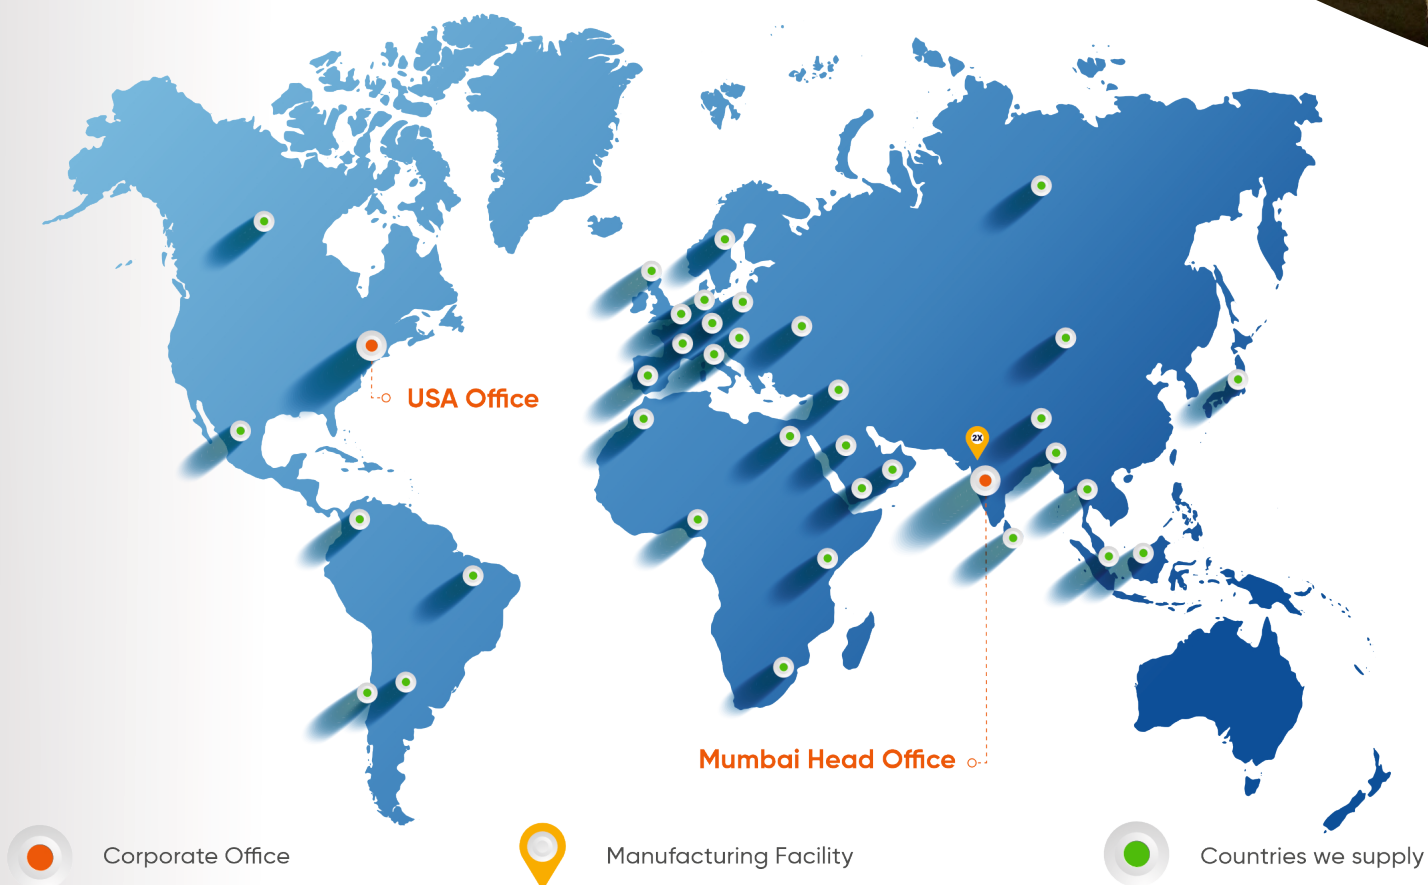 2X
USA Office
Mumbai Head Office
Corporate Office
Manufacturing Facility
Countries we supply